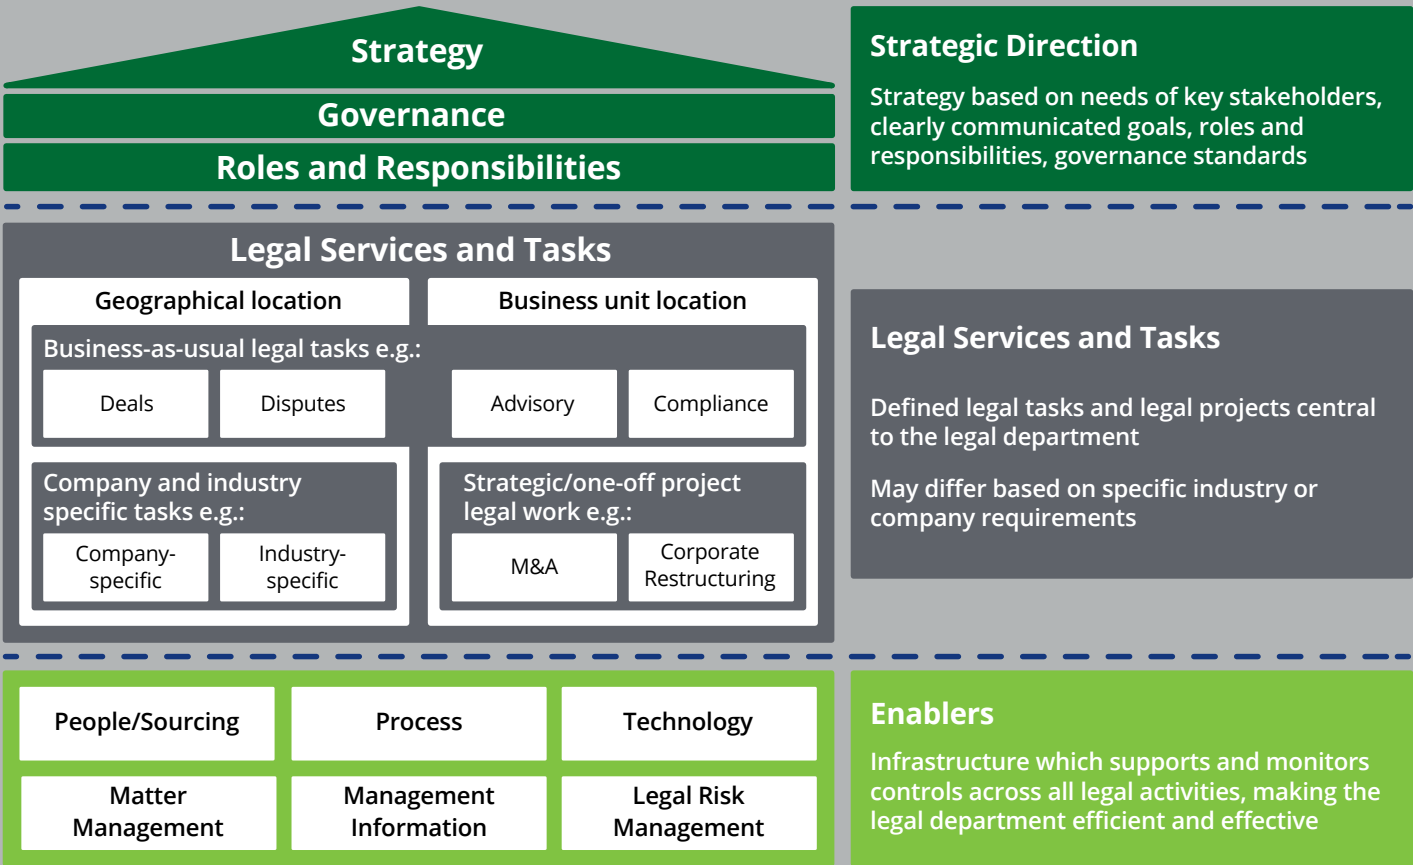 Strategy
Governance
Roles and Responsibilities
Strategic Direction
Strategy based on needs of key stakeholders,
clearly communicated goals, roles and
responsibilities, governance standards
Legal Services and Tasks
Geographical location
Business unit location
Business-as-usual legal tasks e.g.:
Deals
Disputes
Advisory
Compliance
Company and industry
specific tasks e.g.:
Company-
specific
Industry-
specific
Strategic/one-off project
legal work e.g.:
M&A
Corporate
Restructuring
Legal Services and Tasks
Defined legal tasks and legal projects central
to the legal department
May differ based on specific industry or
company requirements
People/Sourcing
Process
Technology
Matter
Management
Management
Information
Legal Risk
Management
Enablers
Infrastructure which supports and monitors
controls across all legal activities, making the
legal department efficient and effective